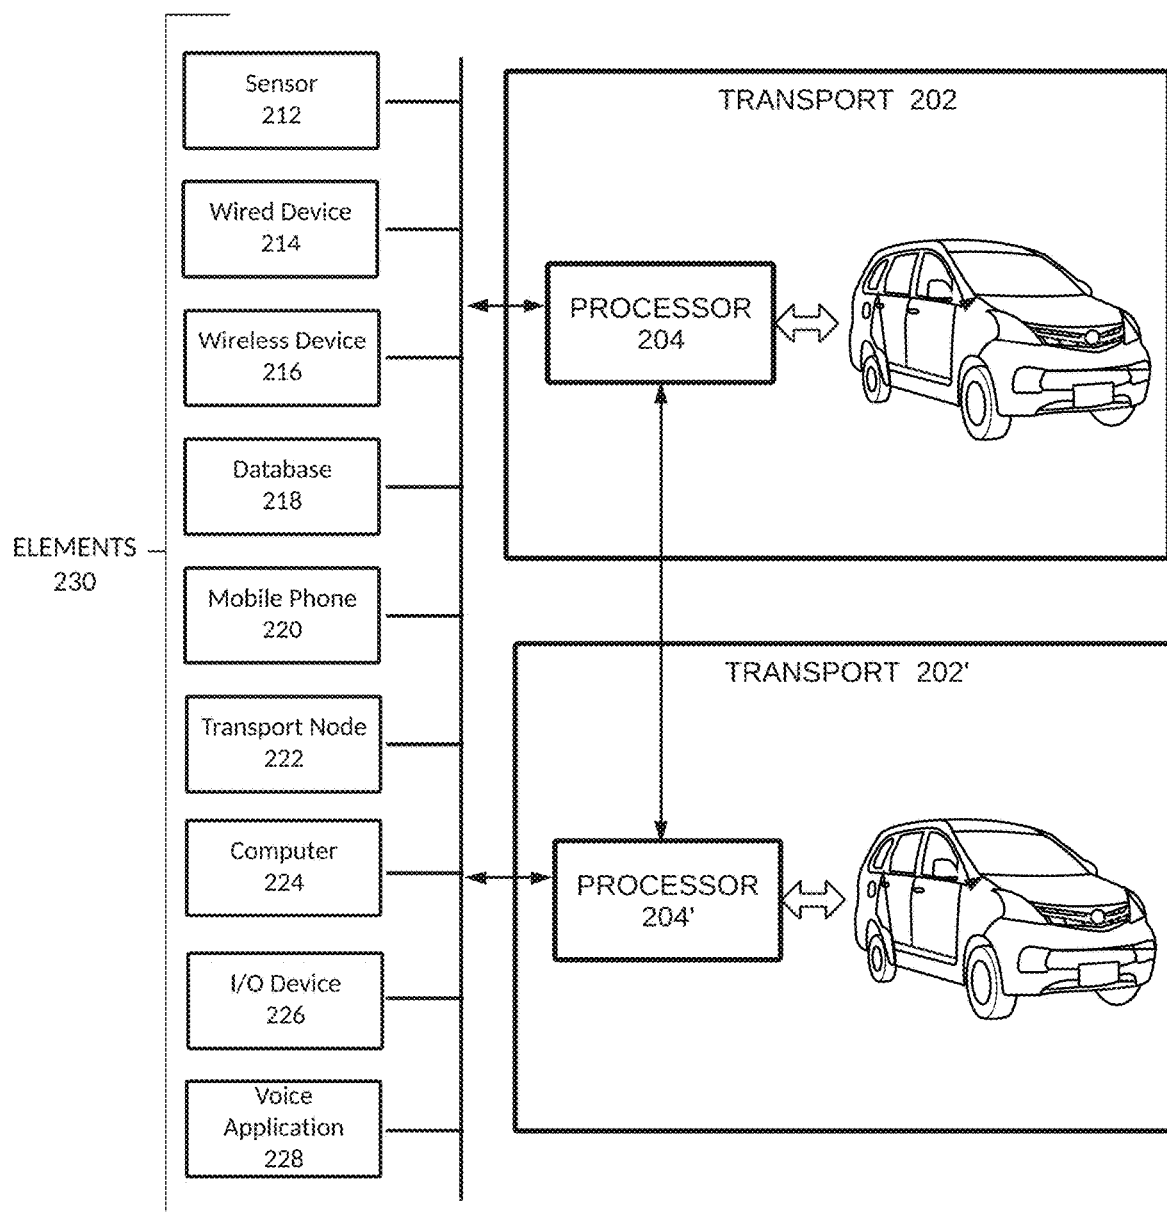 Sensor
212
Wired Device
214
Wireless Device
216
Database
218
ELEMENTS
230
Mobile Phone
220
Transport Node
222
Computer
224
I/O Device
226
Voice
Application
228
TRANSPORT 202
PROCESSOR
204
TRANSPORT 202'
PROCESSOR
204'